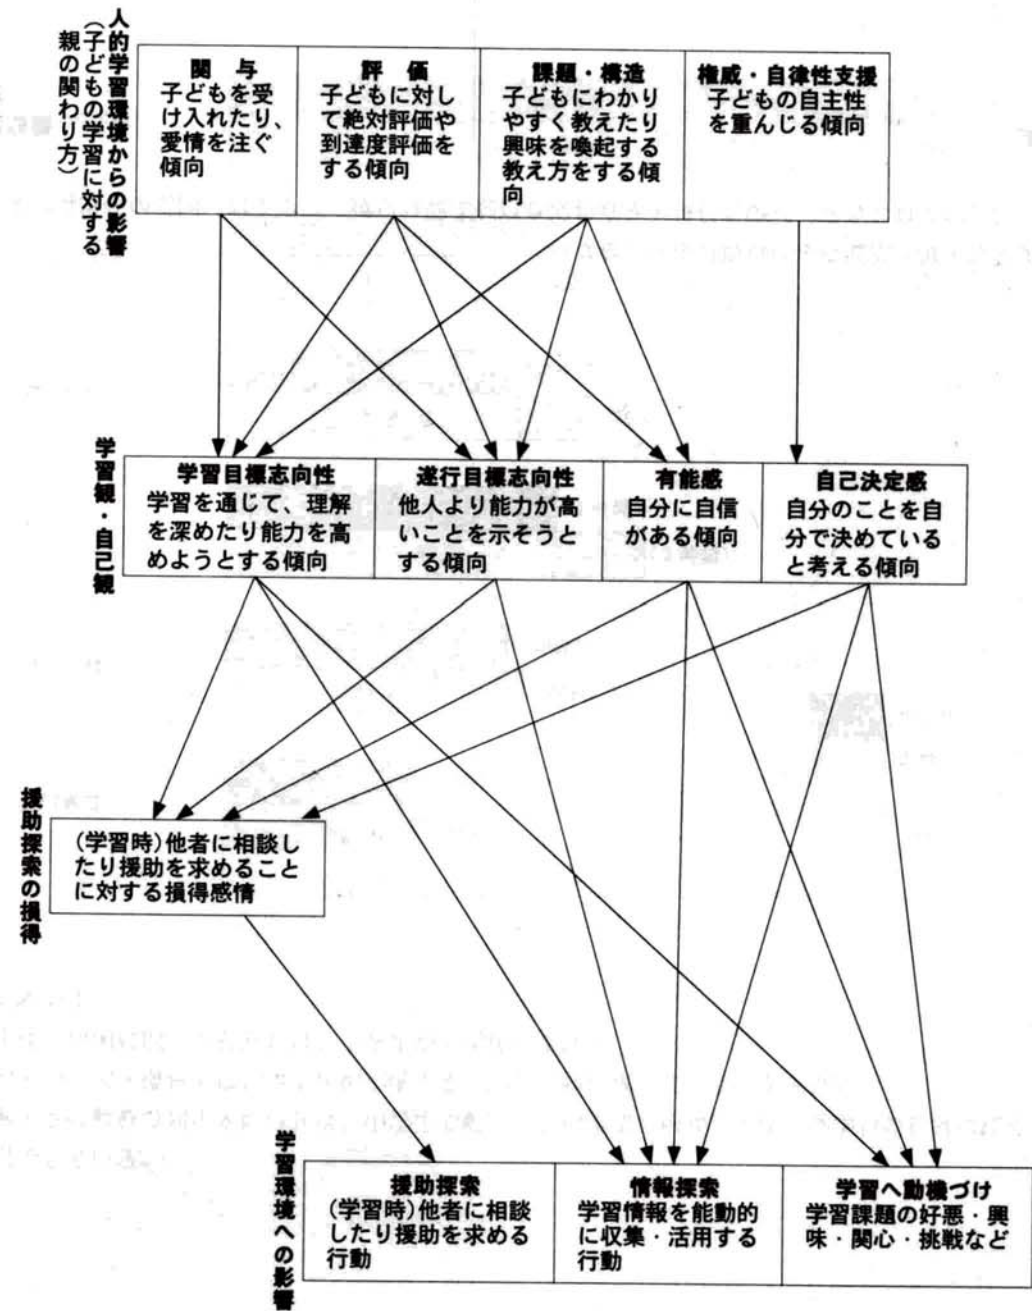 人的学習環境からの影響
（子どもの学習に対する
親の関わり方）
関　与
子どもを受
け入れたり、
愛情を注ぐ
傾向
評　価
子どもに対し
て絶対評価や
到達度評価を
する傾向
課題・構造
子どもにわかり
やすく教えたり
興味を喚起する
教え方をする傾
向
権威・自律性支援
子どもの自主性
を重んじる傾向
学習観・自己観
学習目標志向性
学習を通じて、理解
を深めたり能力を高
めようとする傾向
遂行目標志向性
他人より能力が高
いことを示そうと
する傾向
有能感
自分に自信
がある傾向
自己決定感
自分のことを自
分で決めている
と考える傾向
援助探索の損得
（学習時）他者に相談し
たり援助を求めること
に対する損得感情
学習環境への影響
援助探索
（学習時）他者に相談
したり援助を求める
行動
情報探索
学習情報を能動的
に収集・活用する
行動
学習へ動機づけ
学習課題の好悪・興
味・関心・挑戦など